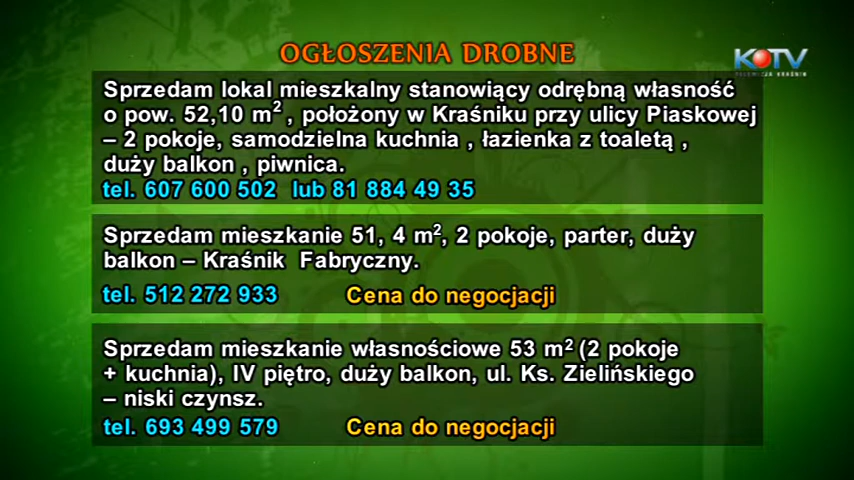 OGŁOSZENIA DROBNE
KOTV
TELEWIZJA KRAŚNIK
Sprzedam lokal mieszkalny stanowiący odrębną własność
o pow. 52,10 m² , położony w Kraśniku przy ulicy Piaskowej
– 2 pokoje, samodzielna kuchnia , łazienka z toaletą ,
duży balkon , piwnica.
tel. 607 600 502 lub 81 884 49 35
Sprzedam mieszkanie 51, 4 m², 2 pokoje, parter, duży
balkon – Kraśnik Fabryczny.
tel. 512 272 933 Cena do negocjacji
Sprzedam mieszkanie własnościowe 53 m² (2 pokoje
+ kuchnia), IV piętro, duży balkon, ul. Ks. Zielińskiego
– niski czynsz.
tel. 693 499 579 Cena do negocjacji